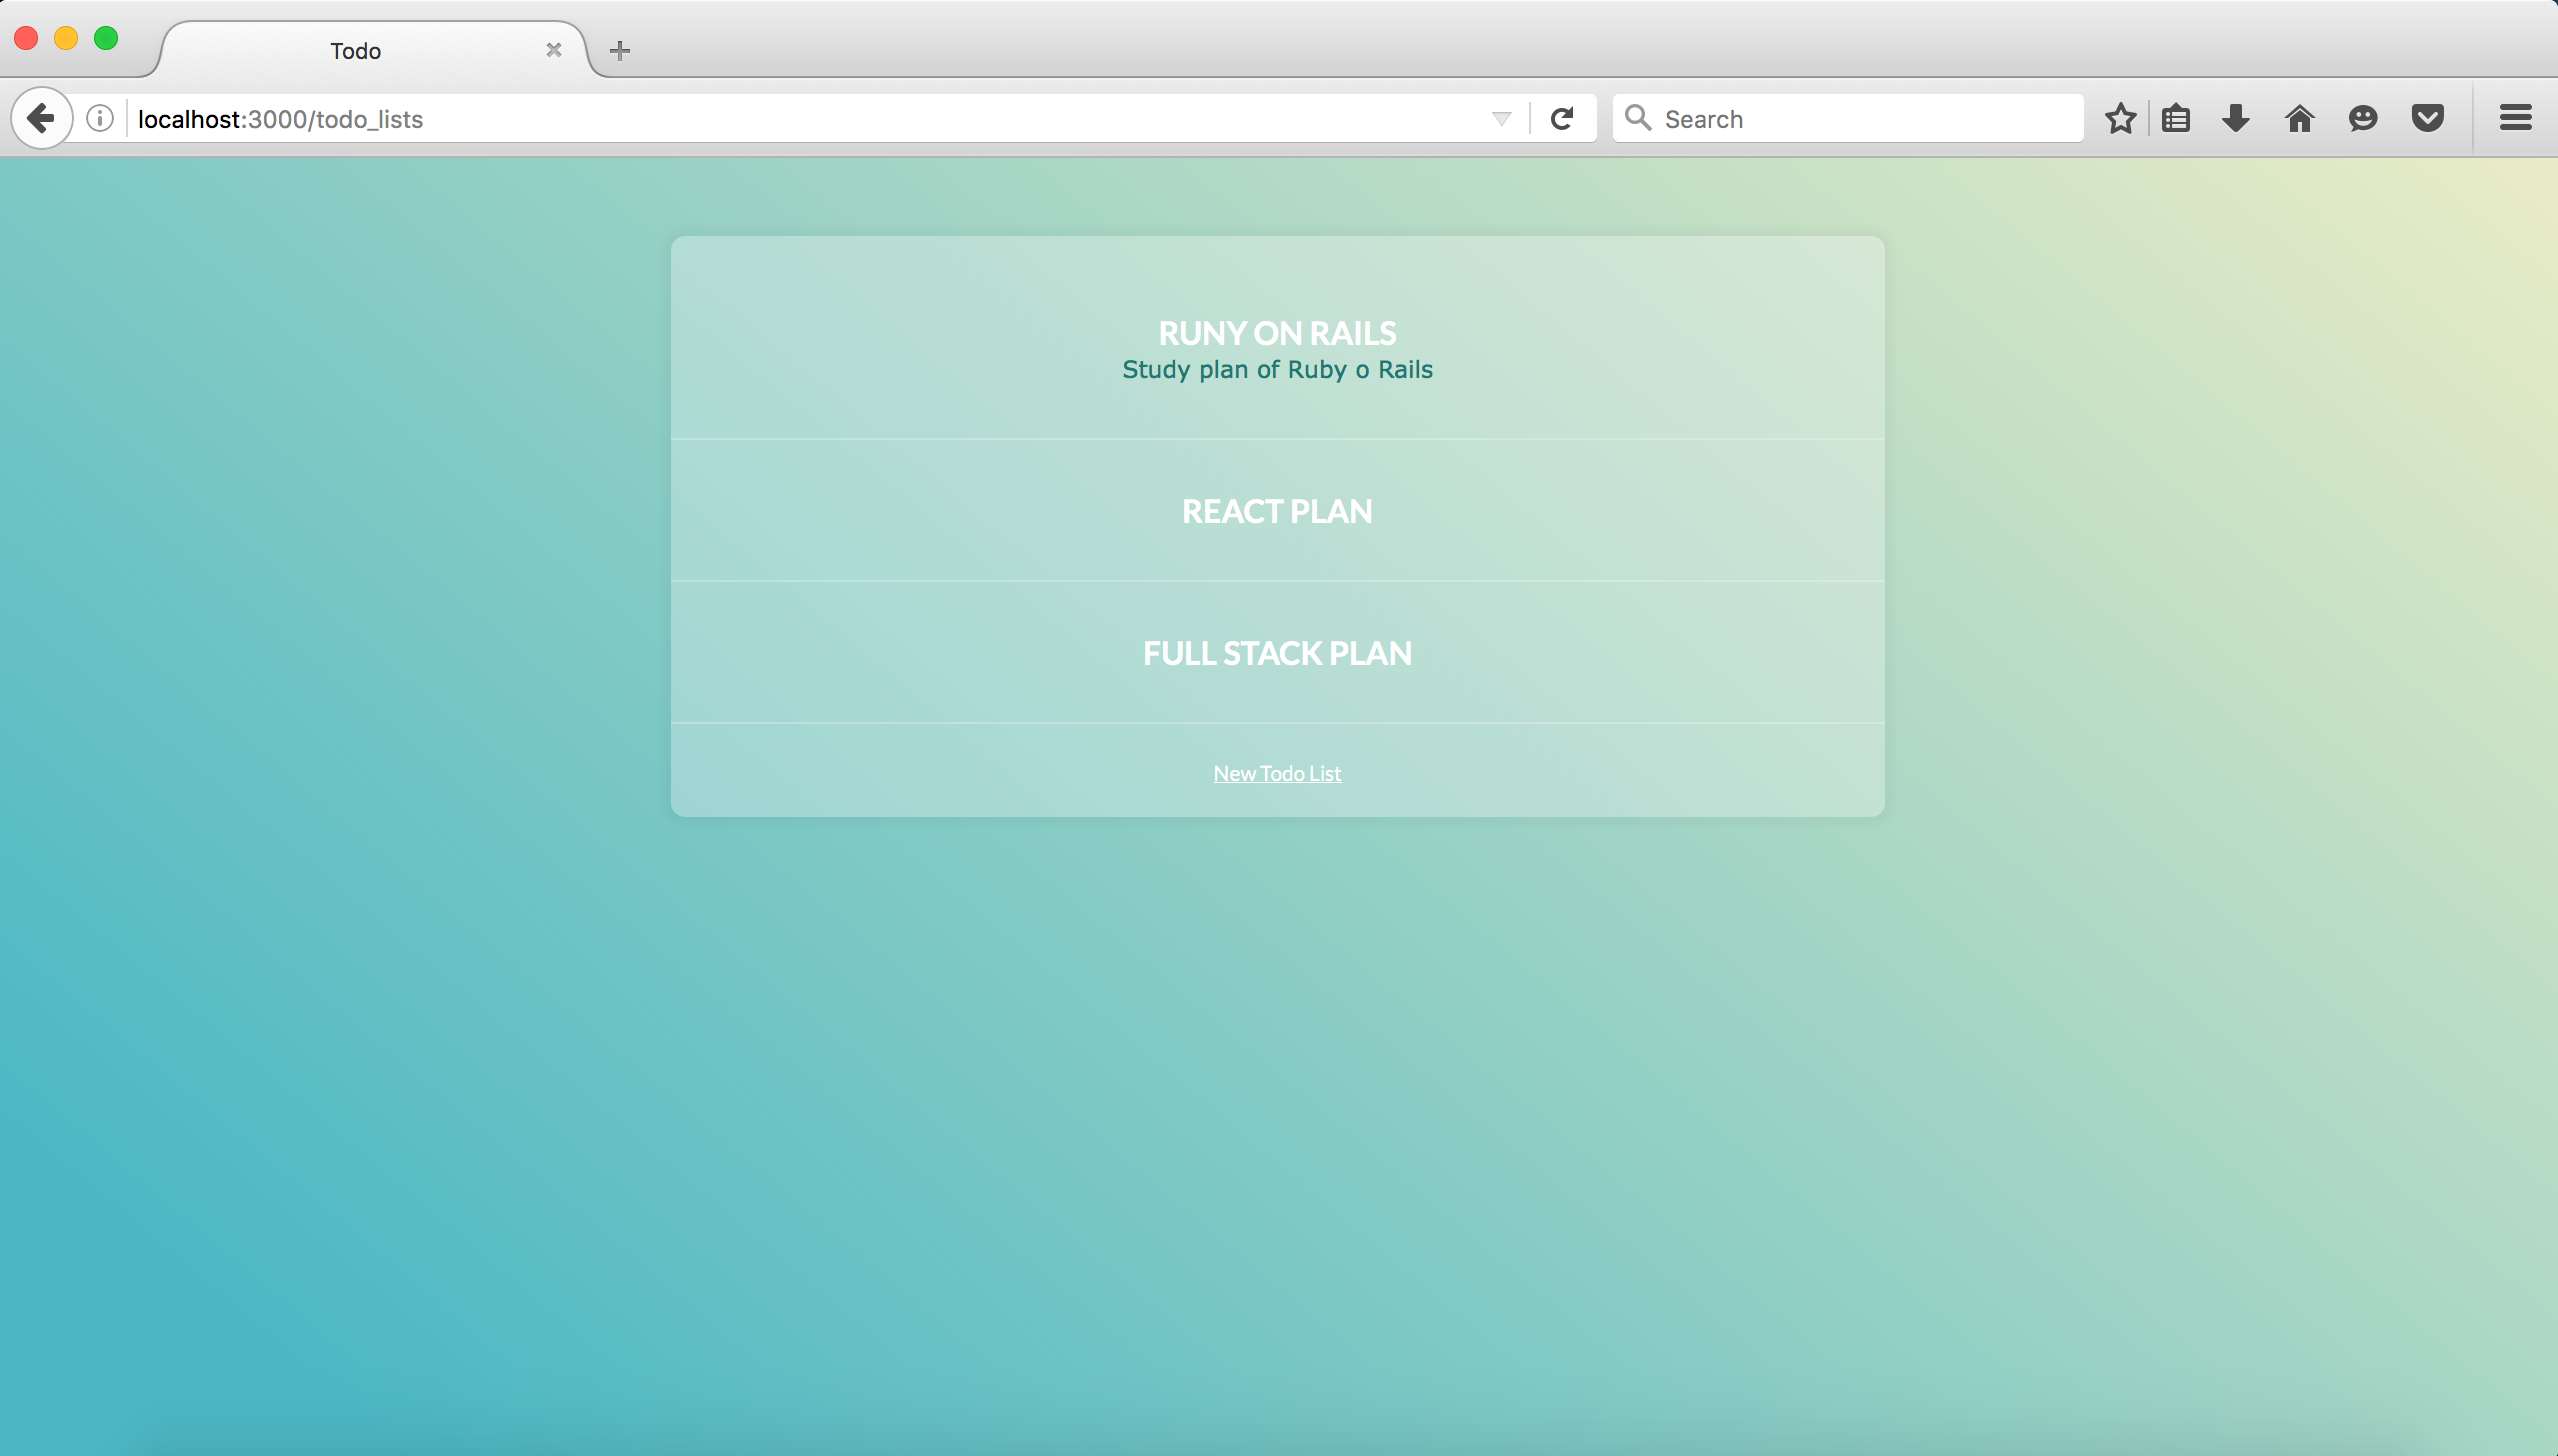 Todo
localhost:3000/todo_lists
Search
RUNY ON RAILS
Study plan of Ruby o Rails
REACT PLAN
FULL STACK PLAN
New Todo List